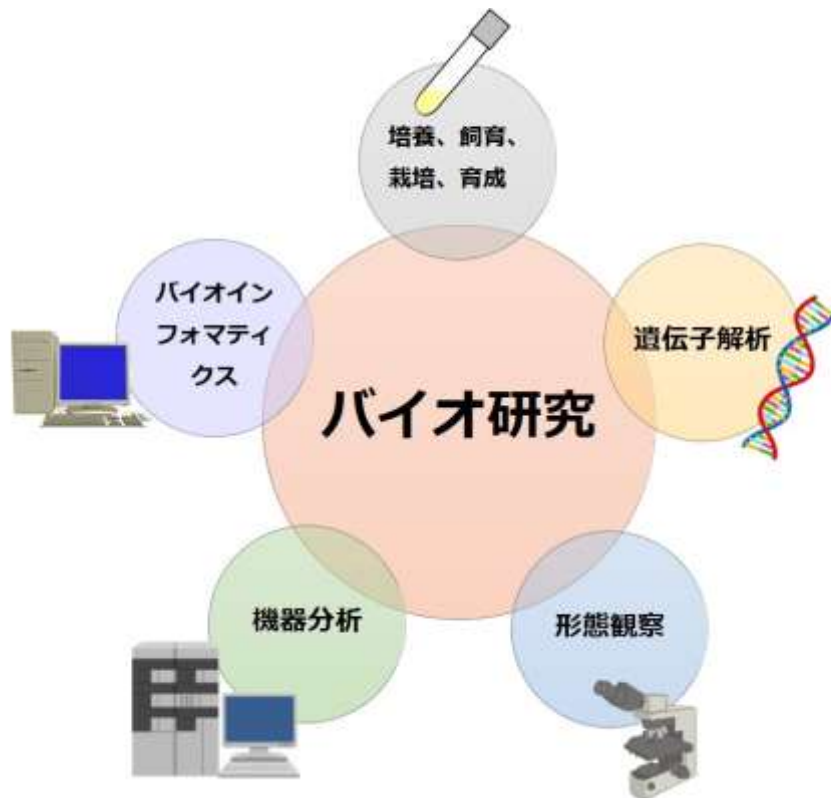 培養、飼育、
栽培、育成
バイオイン
フォマティ
クス
遺伝子解析
バイオ研究
機器分析
形態観察